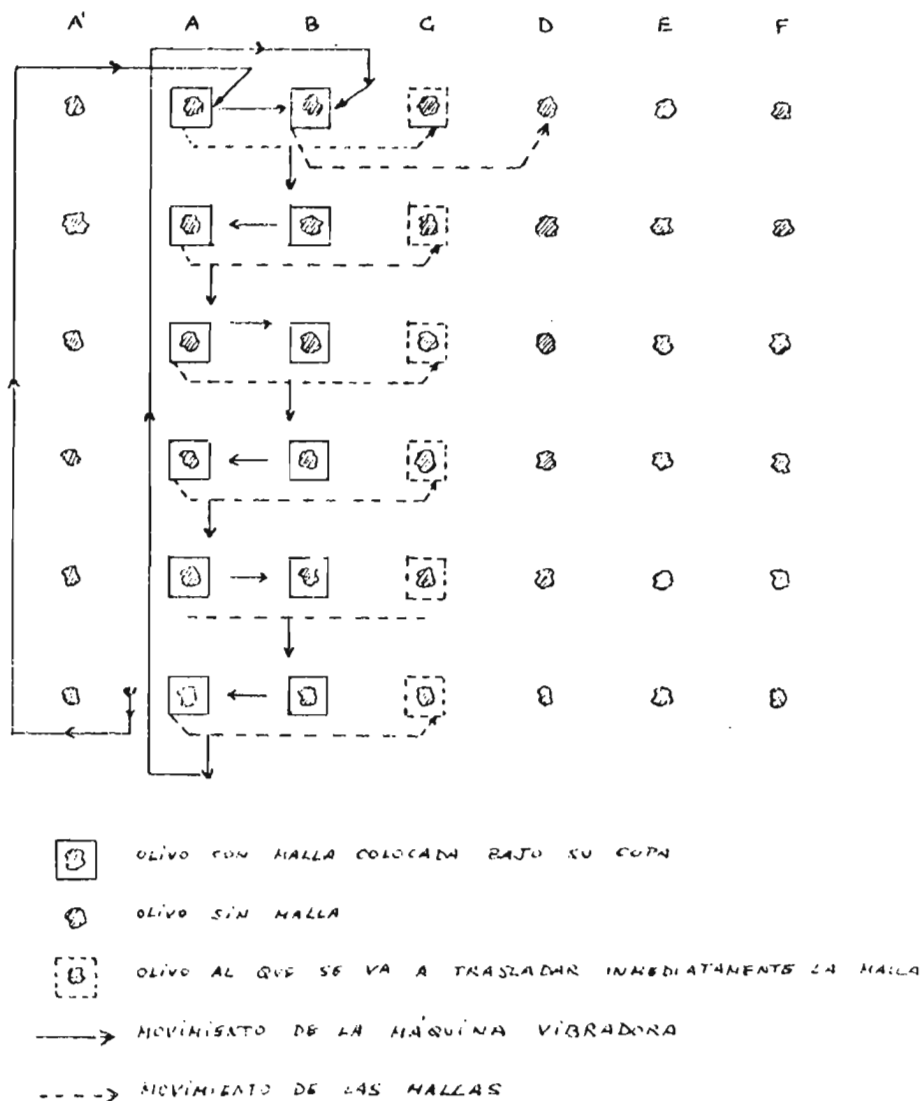 A' A B C D E F
OLIVO CON MALLA COLOCADA BAJO SU COPA
OLIVO SIN MALLA
OLIVO AL QUE SE VA A TRASLADAR INMEDIATAMENTE LA MALLA
MOVIMIENTO DE LA MÁQUINA VIBRADORA
MOVIMIENTO DE LAS MALLAS